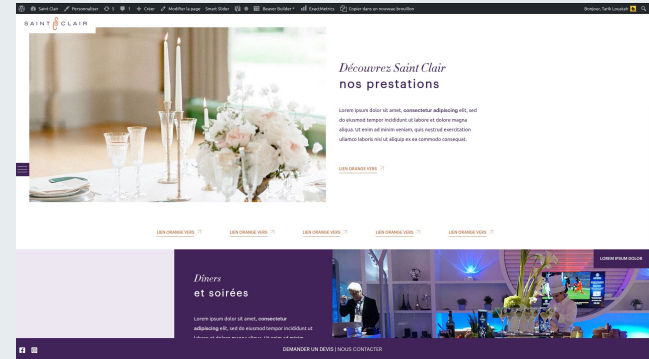 Saint Clair Personnaliser 5 1 Créer Modifier la page Smart Slider Beaver Builder ExactMetrics Copier dans un nouveau brouillon Bonjour, Tarik Louatah
SAINT CLAIR
Découvrez Saint Clair
nos prestations
Lorem ipsum dolor sit amet, consectetur adipiscing elit, sed
do eiusmod tempor incididunt ut labore et dolore magna
aliqua. Ut enim ad minim veniam, quis nostrud exercitation
ullamco laboris nisi ut aliquip ex ea commodo consequat.
LIEN ORANGE VERS
LIEN ORANGE VERS LIEN ORANGE VERS LIEN ORANGE VERS LIEN ORANGE VERS LIEN ORANGE VERS
LOREM IPSUM DOLOR
Dîners
et soirées
Lorem ipsum dolor sit amet, consectetur
adipiscing elit, sed do eiusmod tempor incididunt ut
DEMANDER UN DEVIS | NOUS CONTACTER